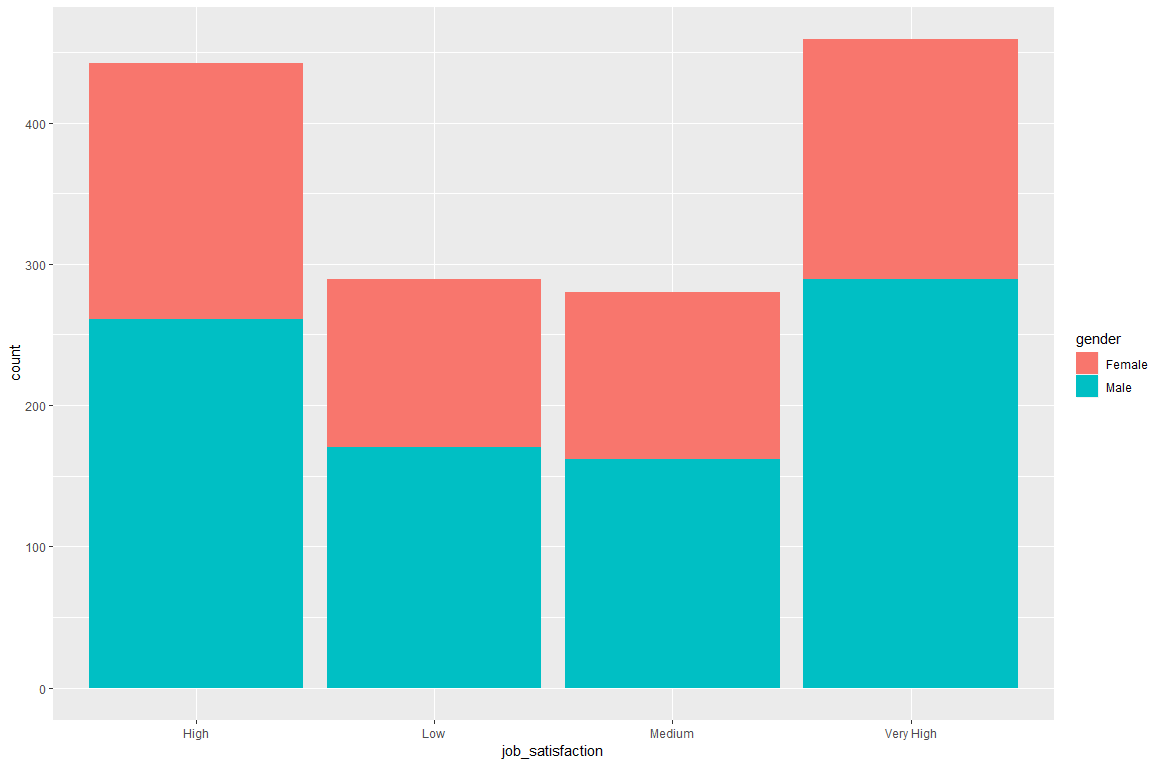 400
300
200
100
0
count
High
Low
Medium
Very High
job_satisfaction
gender
Female
Male